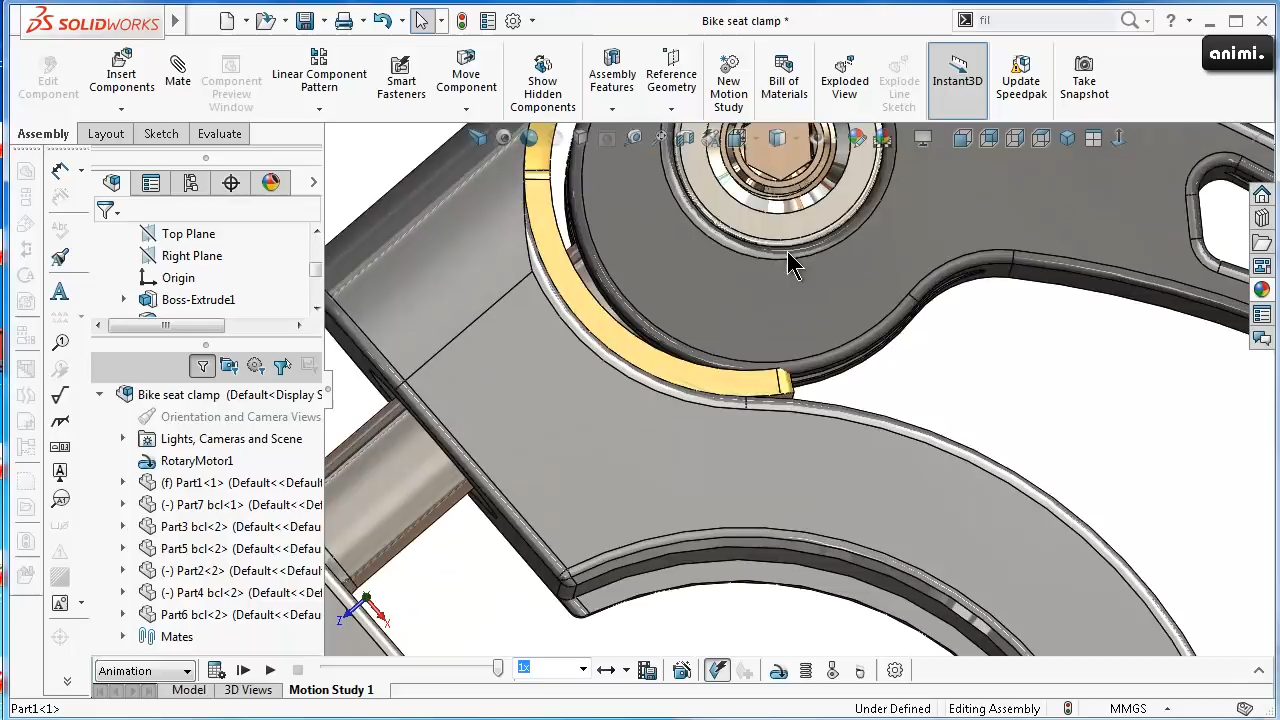 SOLIDWORKS
Bike seat clamp *
fil
animi.
Edit Component
Insert Components
Mate
Component Preview Window
Linear Component Pattern
Smart Fasteners
Move Component
Show Hidden Components
Assembly Features
Reference Geometry
New Motion Study
Bill of Materials
Exploded View
Explode Line Sketch
Instant3D
Update Speedpak
Take Snapshot
Assembly
Layout
Sketch
Evaluate
Top Plane
Right Plane
Origin
Boss-Extrude1
Bike seat clamp (Default<Display S
Orientation and Camera Views
Lights, Cameras and Scene
RotaryMotor1
(f) Part1<1> (Default<<Defaul
(-) Part7 bcl<1> (Default<<De
Part3 bcl<2> (Default<<Defau
Part5 bcl<2> (Default<<Defau
(-) Part2<2> (Default<<Defaul
(-) Part4 bcl<2> (Default<<De
Part6 bcl<2> (Default<<Defau
Mates
Z
X
Animation
1x
Model
3D Views
Motion Study 1
Part1<1>
Under Defined
Editing Assembly
MMGS